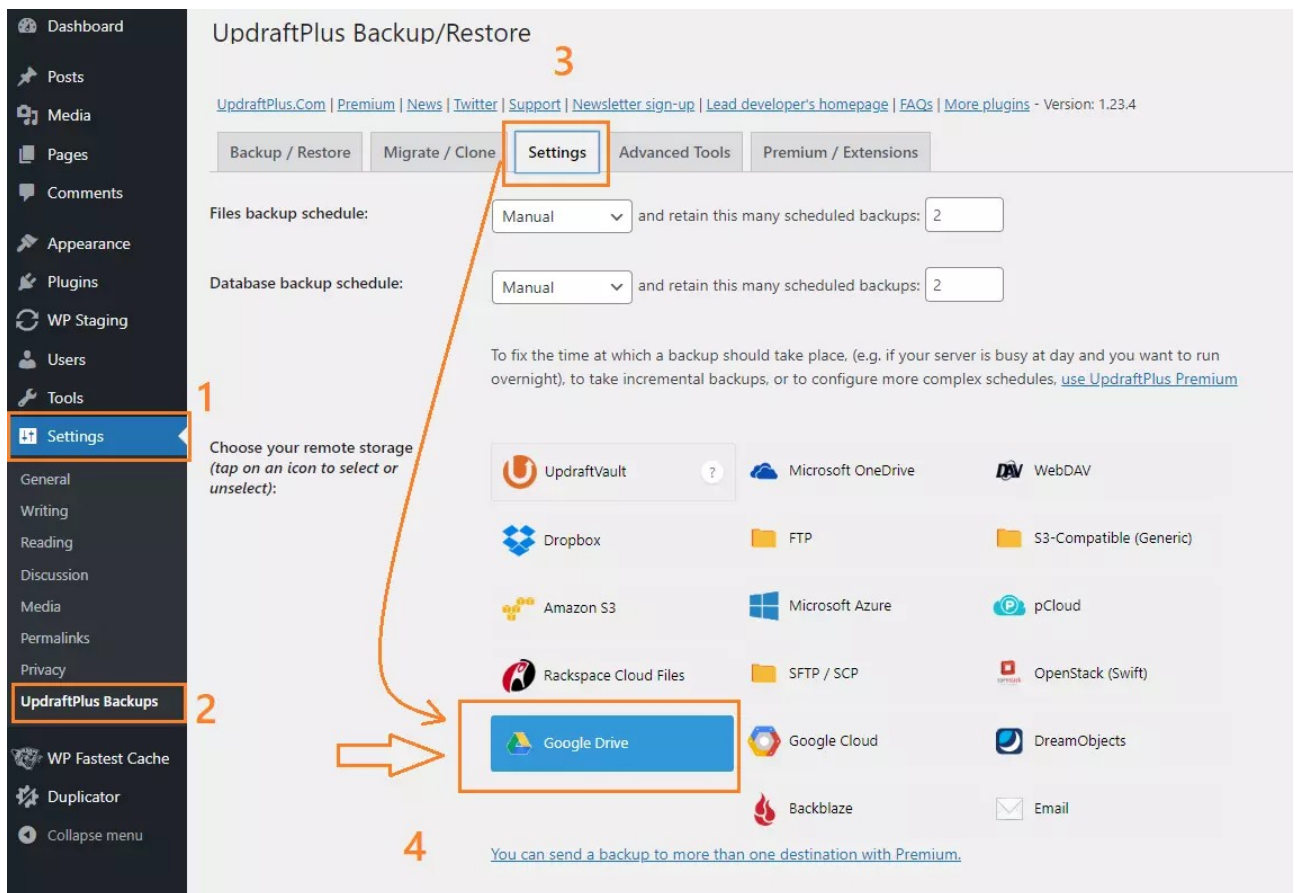 Dashboard
Posts
Media
Pages
Comments
Appearance
Plugins
WP Staging
Users
Tools
1
Settings
General
Writing
Reading
Discussion
Media
Permalinks
Privacy
UpdraftPlus Backups
2
WP Fastest Cache
Duplicator
Collapse menu
UpdraftPlus Backup/Restore
3
UpdraftPlus.Com | Premium | News | Twitter | Support | Newsletter sign-up | Lead developer's homepage | FAQs | More plugins - Version: 1.23.4
Backup / Restore Migrate / Clone Settings Advanced Tools Premium / Extensions
Files backup schedule: Manual and retain this many scheduled backups: 2
Database backup schedule: Manual and retain this many scheduled backups: 2
To fix the time at which a backup should take place, (e.g. if your server is busy at day and you want to run
overnight), to take incremental backups, or to configure more complex schedules, use UpdraftPlus Premium
Choose your remote storage
(tap on an icon to select or
unselect):
UpdraftVault ? Microsoft OneDrive DAV WebDAV
Dropbox FTP S3-Compatible (Generic)
Amazon S3 Microsoft Azure P pCloud
Rackspace Cloud Files SFTP / SCP OpenStack (Swift)
Google Drive Google Cloud DreamObjects
Backblaze Email
4
You can send a backup to more than one destination with Premium.